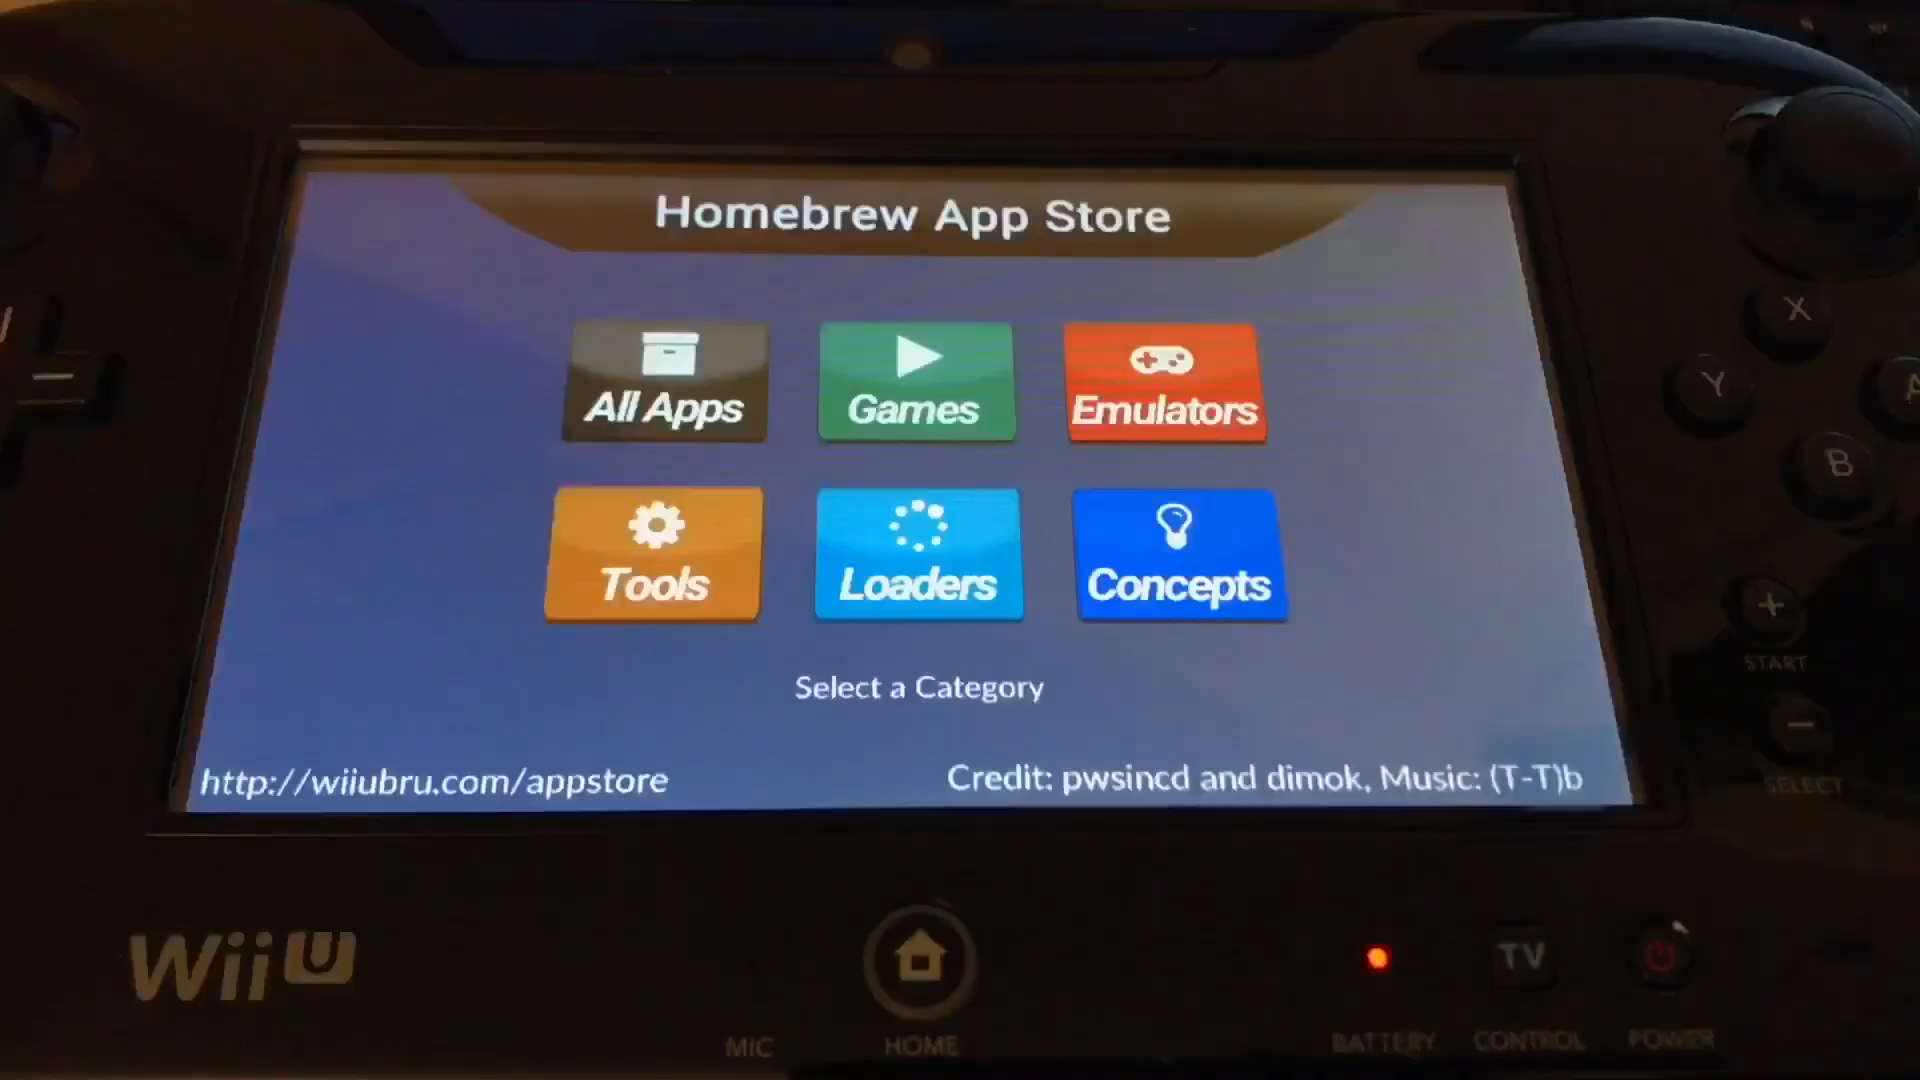 Homebrew App Store
All Apps
Games
Emulators
Tools
Loaders
Concepts
Select a Category
http://wiiubru.com/appstore
Credit: pwsincd and dimok, Music: (T-T)b
X
Y
A
B
+
START
−
SELECT
Wii U
TV
MIC
HOME
BATTERY
CONTROL
POWER